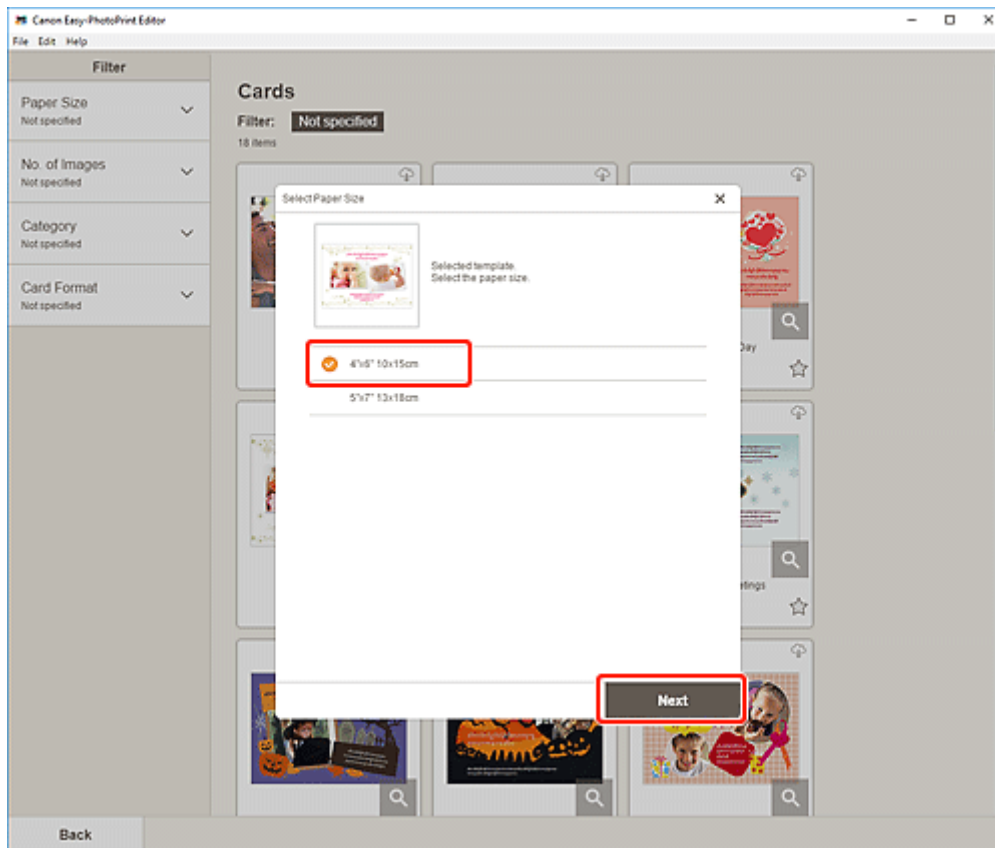 Canon Easy-PhotoPrint Editor
File Edit Help
Filter
Paper Size
Not specified
No. of Images
Not specified
Category
Not specified
Card Format
Not specified
Cards
Filter: Not specified
18 items
Select Paper Size
Selected template.
Select the paper size.
4"x6" 10x15cm
5"x7" 13x18cm
Next
Day
etings
Back